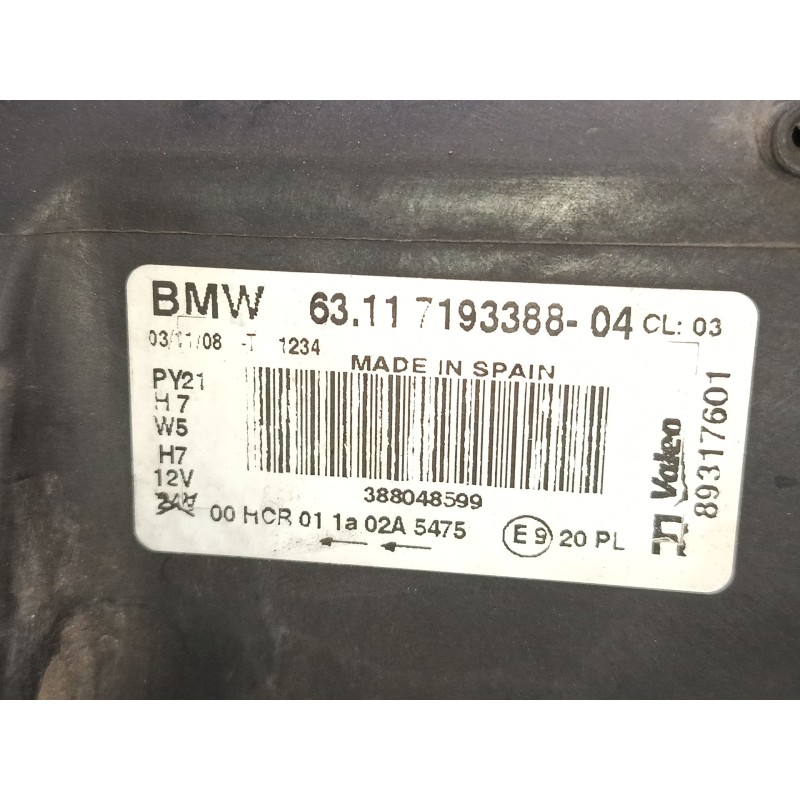 BMW 63.11 7193388-04 CL: 03
03/11/08 -T 1234
MADE IN SPAIN
PY21
H7
W5
H7
12V
388048599
00 HCR 01 1a 02A 5475
E9 20 PL
Valeo
89317601